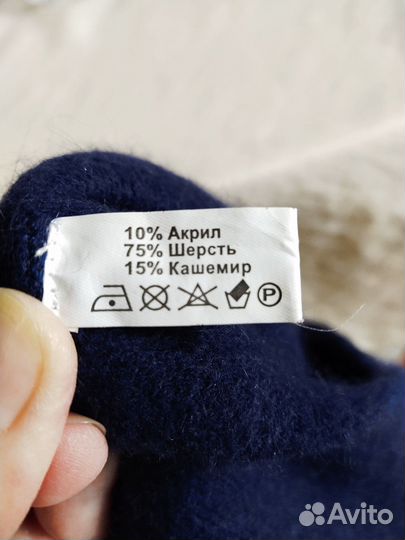 10% Акрил
75% Шерсть
15% Кашемир
P
Avito